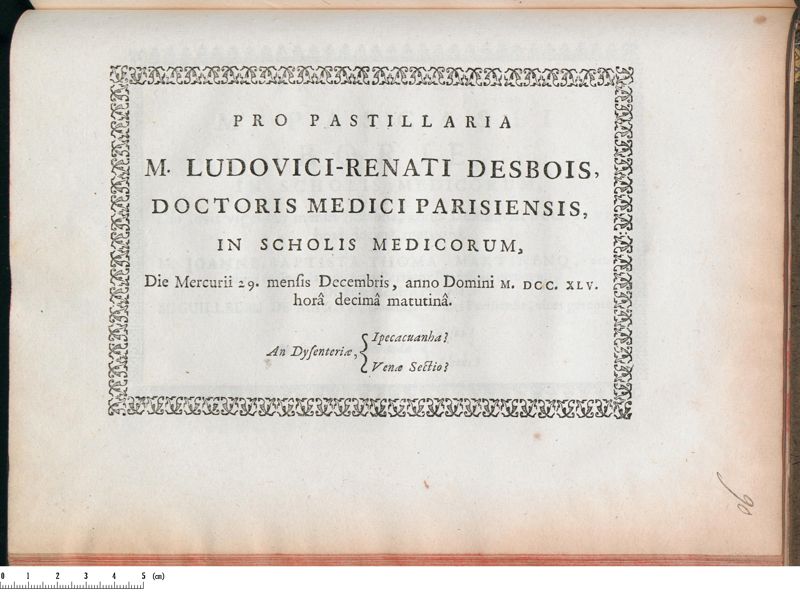 PRO PASTILLARIA
M. LUDOVICI-RENATI DESBOIS,
DOCTORIS MEDICI PARISIENSIS,
IN SCHOLIS MEDICORUM,
Die Mercurii 29. mensis Decembris, anno Domini M. DCC. XLV.
horâ decimâ matutinâ.
An Dysenteriæ, { Ipecacuanha?
Venæ Sectio?
90
0 1 2 3 4 5 (cm)